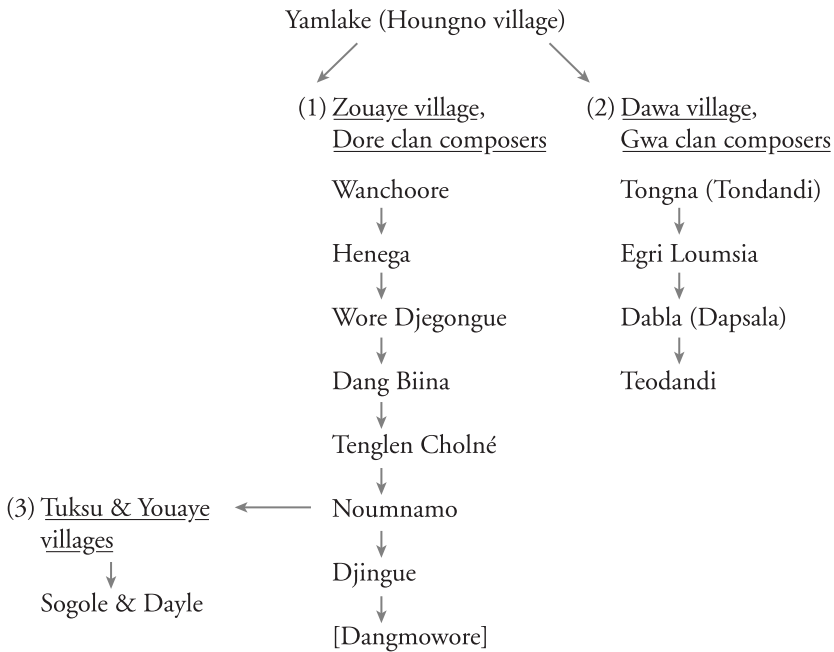 Yamlake (Houngno village)
(1) Zouaye village,
Dore clan composers
Wanchoore
Henega
Wore Djegongue
Dang Biina
Tenglen Cholné
Noumnamo
Djingue
[Dangmowore]
(2) Dawa village,
Gwa clan composers
Tongna (Tondandi)
Egri Loumsia
Dabla (Dapsala)
Teodandi
(3) Tuksu & Youaye
villages
Sogole & Dayle